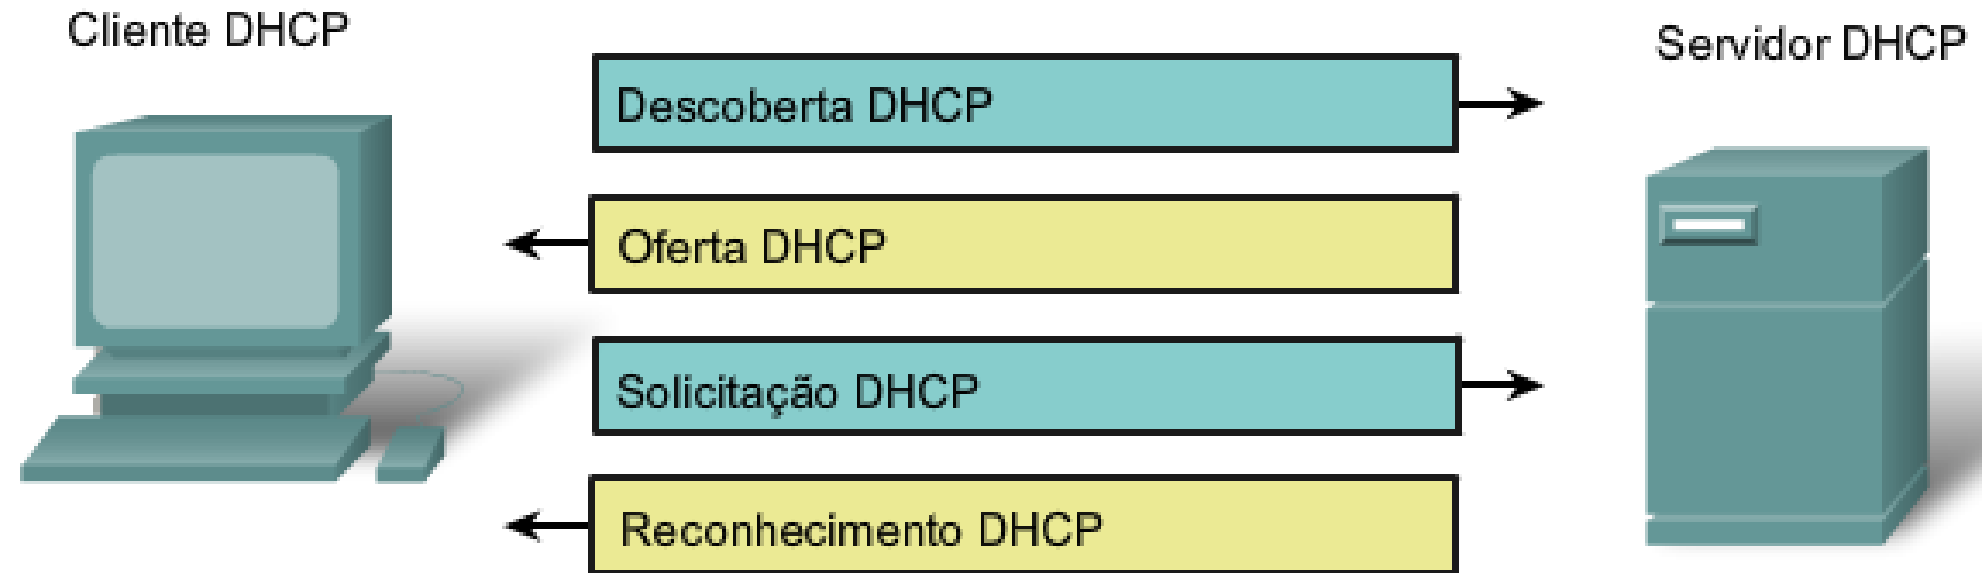 Cliente DHCP
Servidor DHCP
Descoberta DHCP
Oferta DHCP
Solicitação DHCP
Reconhecimento DHCP